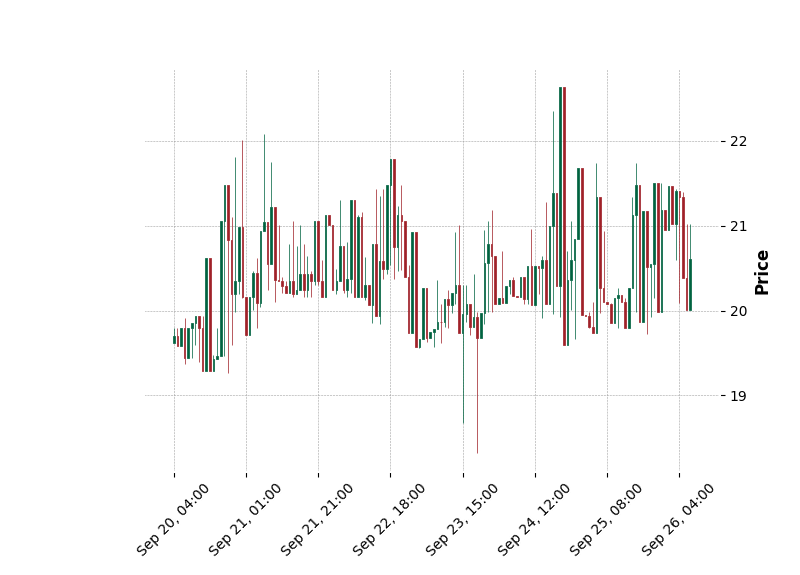 22
21
20
19
Price
Sep 20, 04:00
Sep 21, 01:00
Sep 21, 21:00
Sep 22, 18:00
Sep 23, 15:00
Sep 24, 12:00
Sep 25, 08:00
Sep 26, 04:00